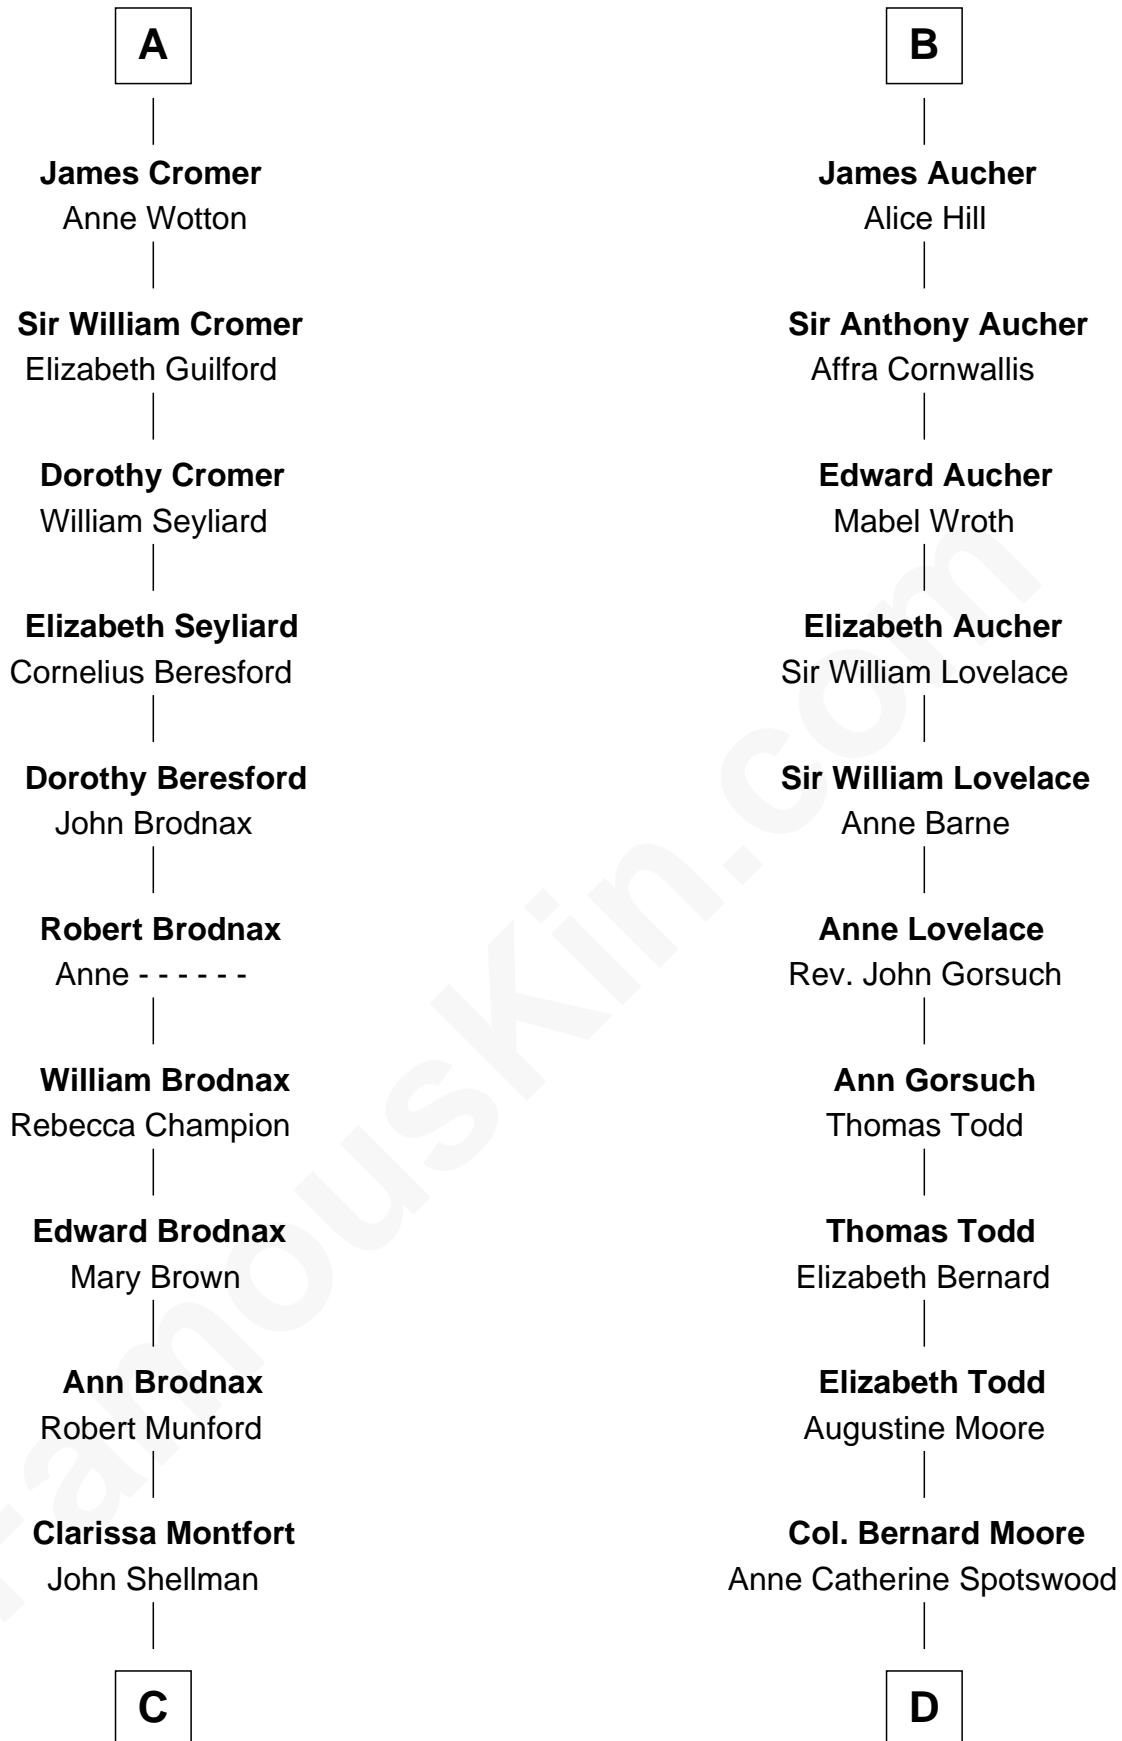 A
James Cromer
Anne Wotton
Sir William Cromer
Elizabeth Guilford
Dorothy Cromer
William Seyliard
Elizabeth Seyliard
Cornelius Beresford
Dorothy Beresford
John Brodnax
Robert Brodnax
Anne - - - - - -
William Brodnax
Rebecca Champion
Edward Brodnax
Mary Brown
Ann Brodnax
Robert Munford
Clarissa Montfort
John Shellman
C
B
James Aucher
Alice Hill
Sir Anthony Aucher
Affra Cornwallis
Edward Aucher
Mabel Wroth
Elizabeth Aucher
Sir William Lovelace
Sir William Lovelace
Anne Barne
Anne Lovelace
Rev. John Gorsuch
Ann Gorsuch
Thomas Todd
Thomas Todd
Elizabeth Bernard
Elizabeth Todd
Augustine Moore
Col. Bernard Moore
Anne Catherine Spotswood
D
FamousKin.com